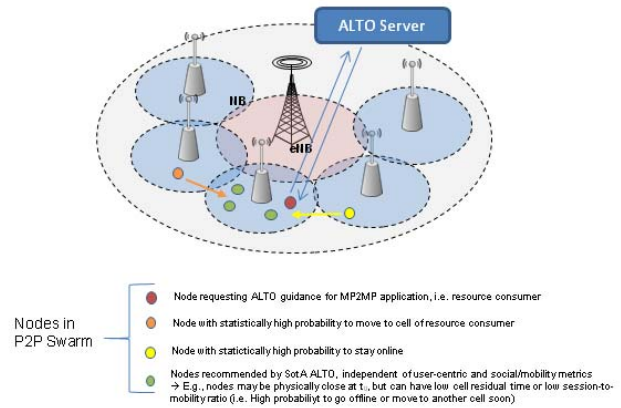 ALTO Server
NB
eNB
Nodes in
P2P Swarm
Node requesting ALTO guidance for MP2MP application, i.e. resource consumer
Node with statistically high probability to move to cell of resource consumer
Node with statictically high probability to stay online
Nodes recommended by SotA ALTO, independent of user-centric and social/mobility metrics
→ E.g., nodes may be physically close at t₀, but can have low cell residual time or low session-to-
mobility ratio (i.e. High probabiliyt to go offline or move to another cell soon)